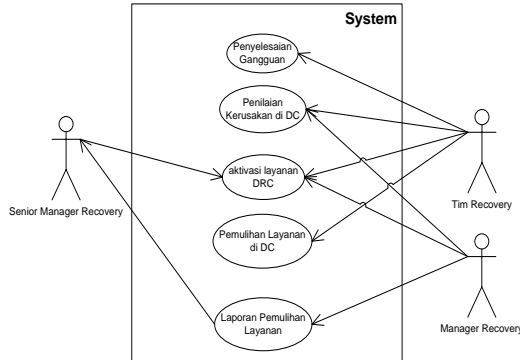 System
Penyelesaian
Gangguan
Penilaian
Kerusakan di DC
aktivasi layanan
DRC
Pemulihan Layanan
di DC
Laporan Pemulihan
Layanan
Senior Manager Recovery
Tim Recovery
Manager Recovery